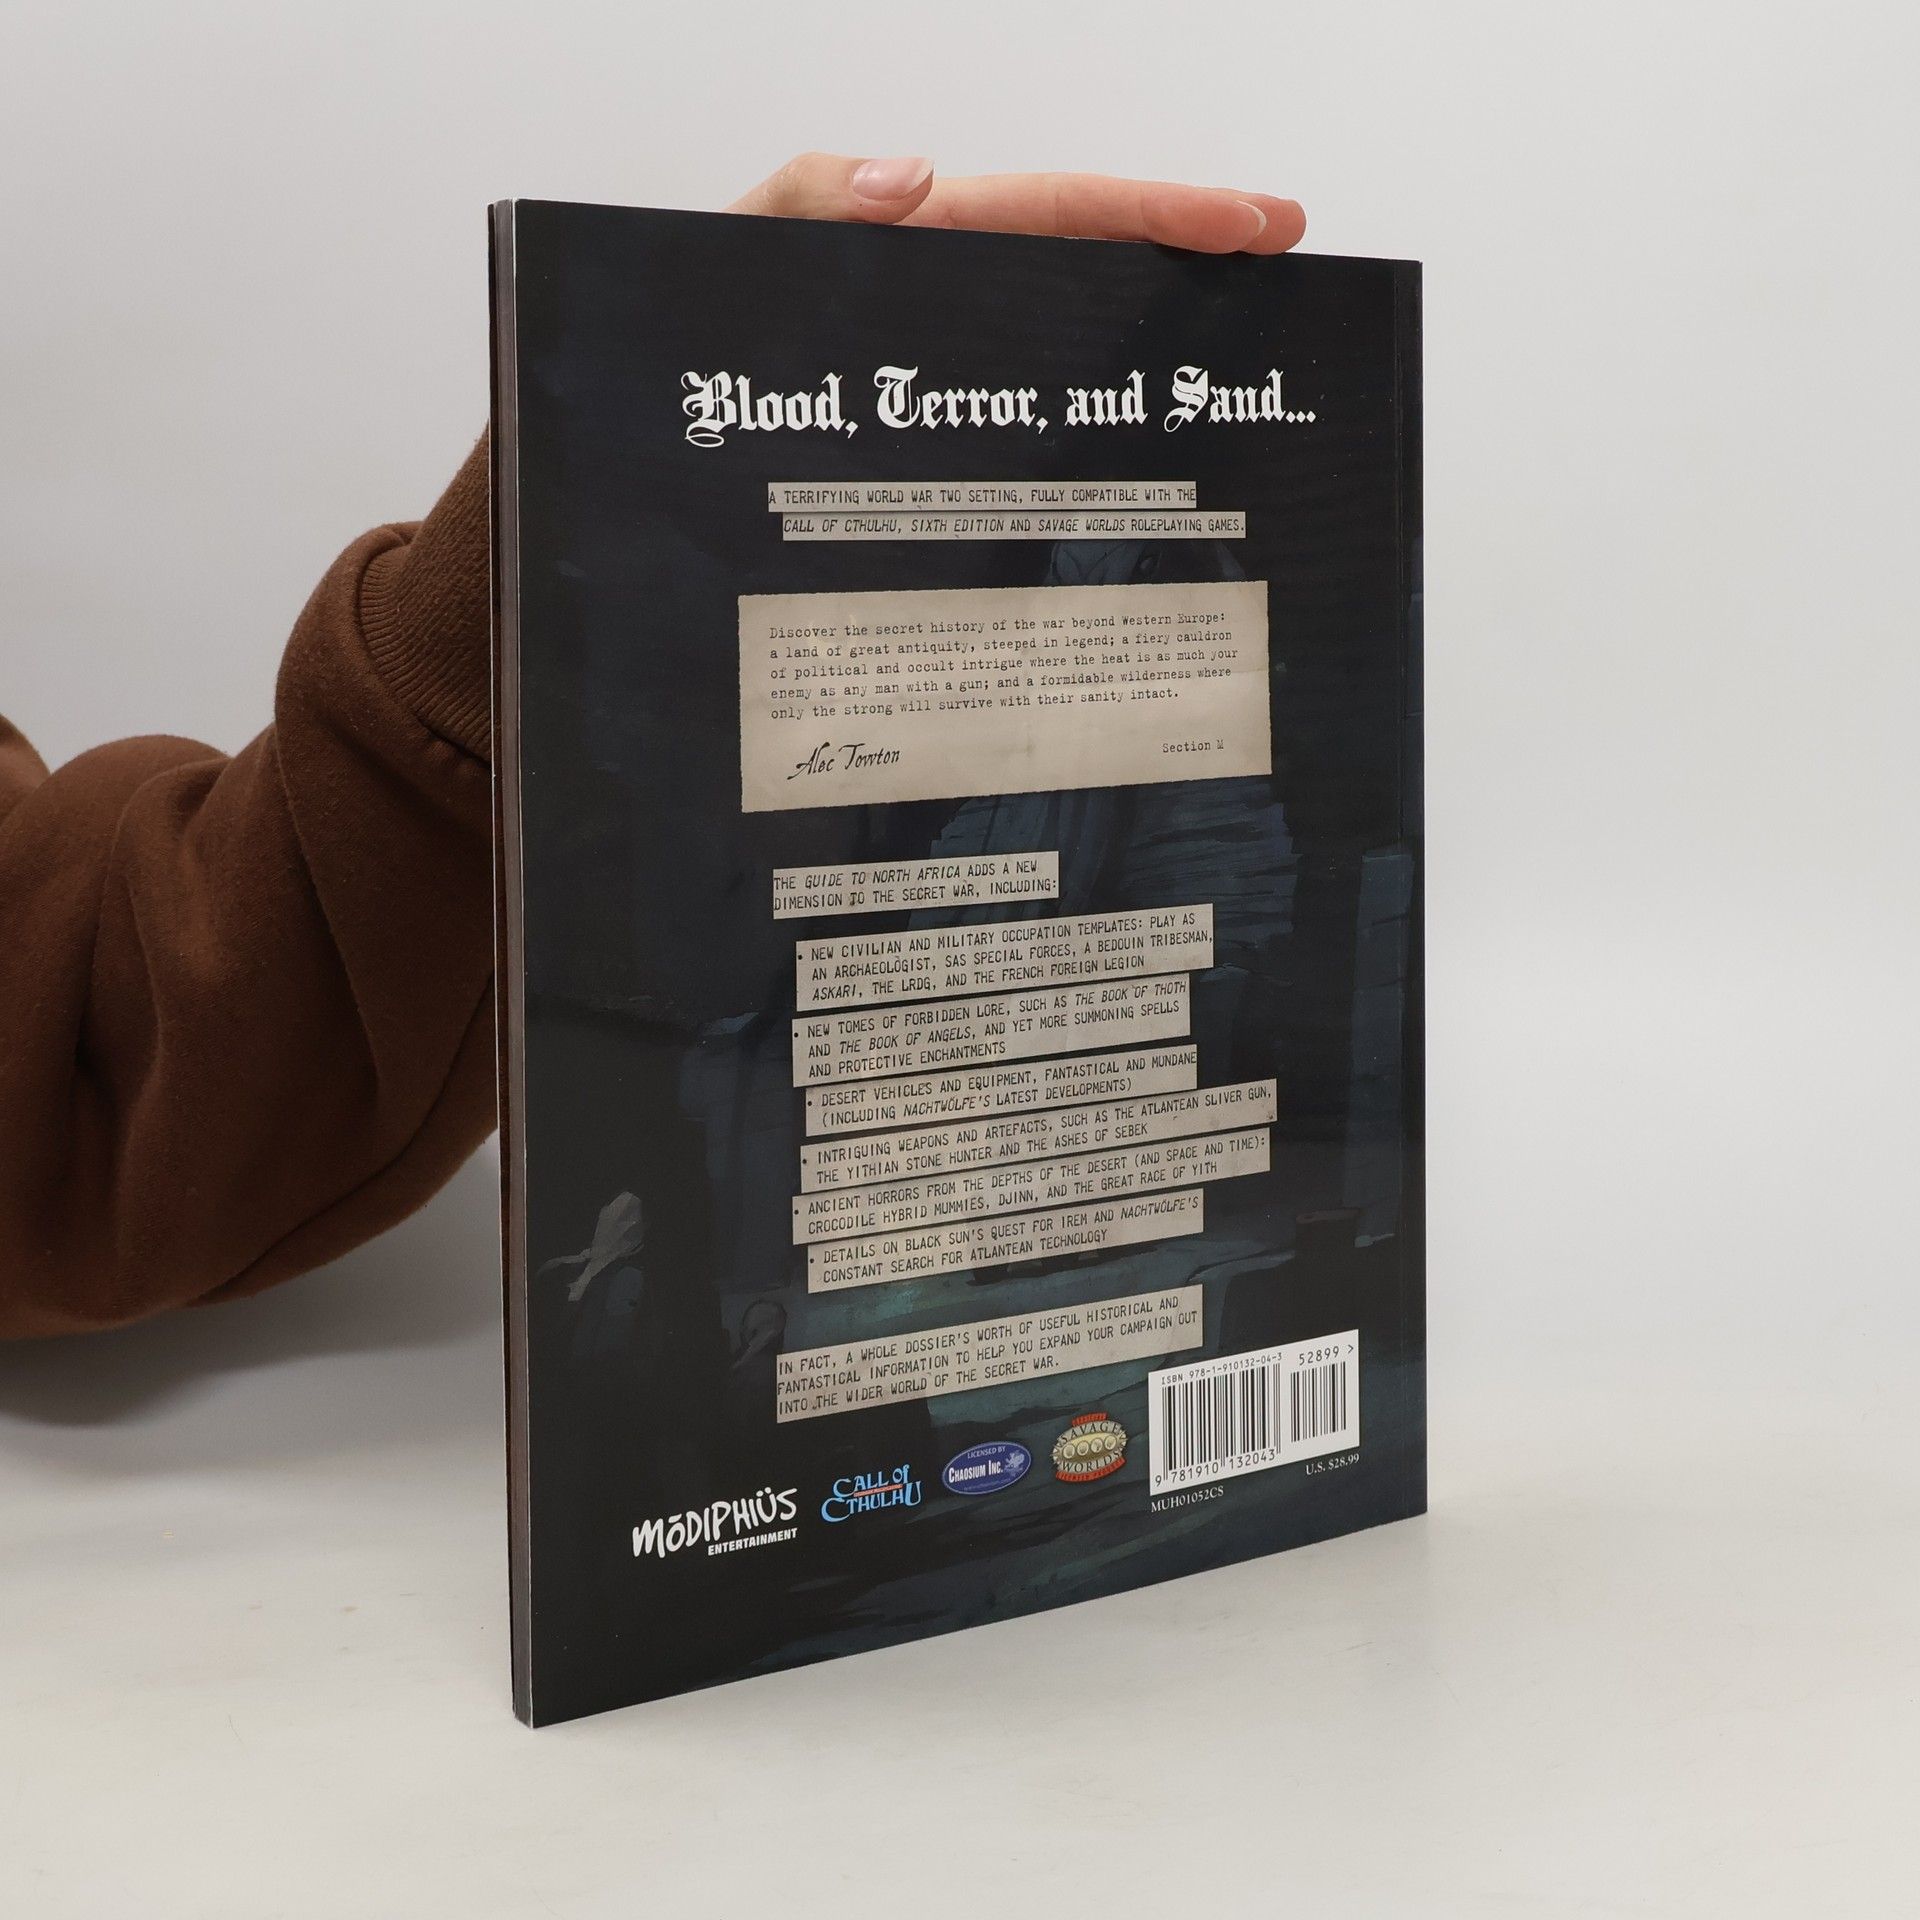 Blood, Terror, and Sand...
A TERRIFYING WORLD WAR TWO SETTING, FULLY COMPATIBLE WITH THE
CALL OF CTHULHU, SIXTH EDITION AND SAVAGE WORLDS ROLEPLAYING GAMES.
Discover the secret history of the war beyond Western Europe:
a land of great antiquity, steeped in legend; a fiery cauldron
of political and occult intrigue where the heat is as much your
enemy as any man with a gun; and a formidable wilderness where
only the strong will survive with their sanity intact.
Alec Towton
Section M
THE GUIDE TO NORTH AFRICA ADDS A NEW
DIMENSION TO THE SECRET WAR, INCLUDING:
• NEW CIVILIAN AND MILITARY OCCUPATION TEMPLATES: PLAY AS
AN ARCHAEOLOGIST, SAS SPECIAL FORCES, A BEDOUIN TRIBESMAN,
ASKARI, THE LRDG, AND THE FRENCH FOREIGN LEGION
• NEW TOMES OF FORBIDDEN LORE, SUCH AS THE BOOK OF THOTH
AND THE BOOK OF ANGELS, AND YET MORE SUMMONING SPELLS
AND PROTECTIVE ENCHANTMENTS
• DESERT VEHICLES AND EQUIPMENT, FANTASTICAL AND MUNDANE
(INCLUDING NACHTWÖLFE'S LATEST DEVELOPMENTS)
• INTRIGUING WEAPONS AND ARTEFACTS, SUCH AS THE ATLANTEAN SLIVER GUN,
THE YITHIAN STONE HUNTER AND THE ASHES OF SEBEK
• ANCIENT HORRORS FROM THE DEPTHS OF THE DESERT (AND SPACE AND TIME):
CROCODILE HYBRID MUMMIES, DJINN, AND THE GREAT RACE OF YITH
• DETAILS ON BLACK SUN'S QUEST FOR IREM AND NACHTWÖLFE'S
CONSTANT SEARCH FOR ATLANTEAN TECHNOLOGY
IN FACT, A WHOLE DOSSIER'S WORTH OF USEFUL HISTORICAL AND
FANTASTICAL INFORMATION TO HELP YOU EXPAND YOUR CAMPAIGN OUT
INTO THE WIDER WORLD OF THE SECRET WAR.
MŌDIPHIÜS
ENTERTAINMENT
CALL of
CTHULHU
LICENSED BY
CHAOSIUM INC.
SAVAGE
WORLDS
ISBN 978-1-910132-04-3
52899 >
9 781910 132043
MUH01052CS
U.S. $28.99